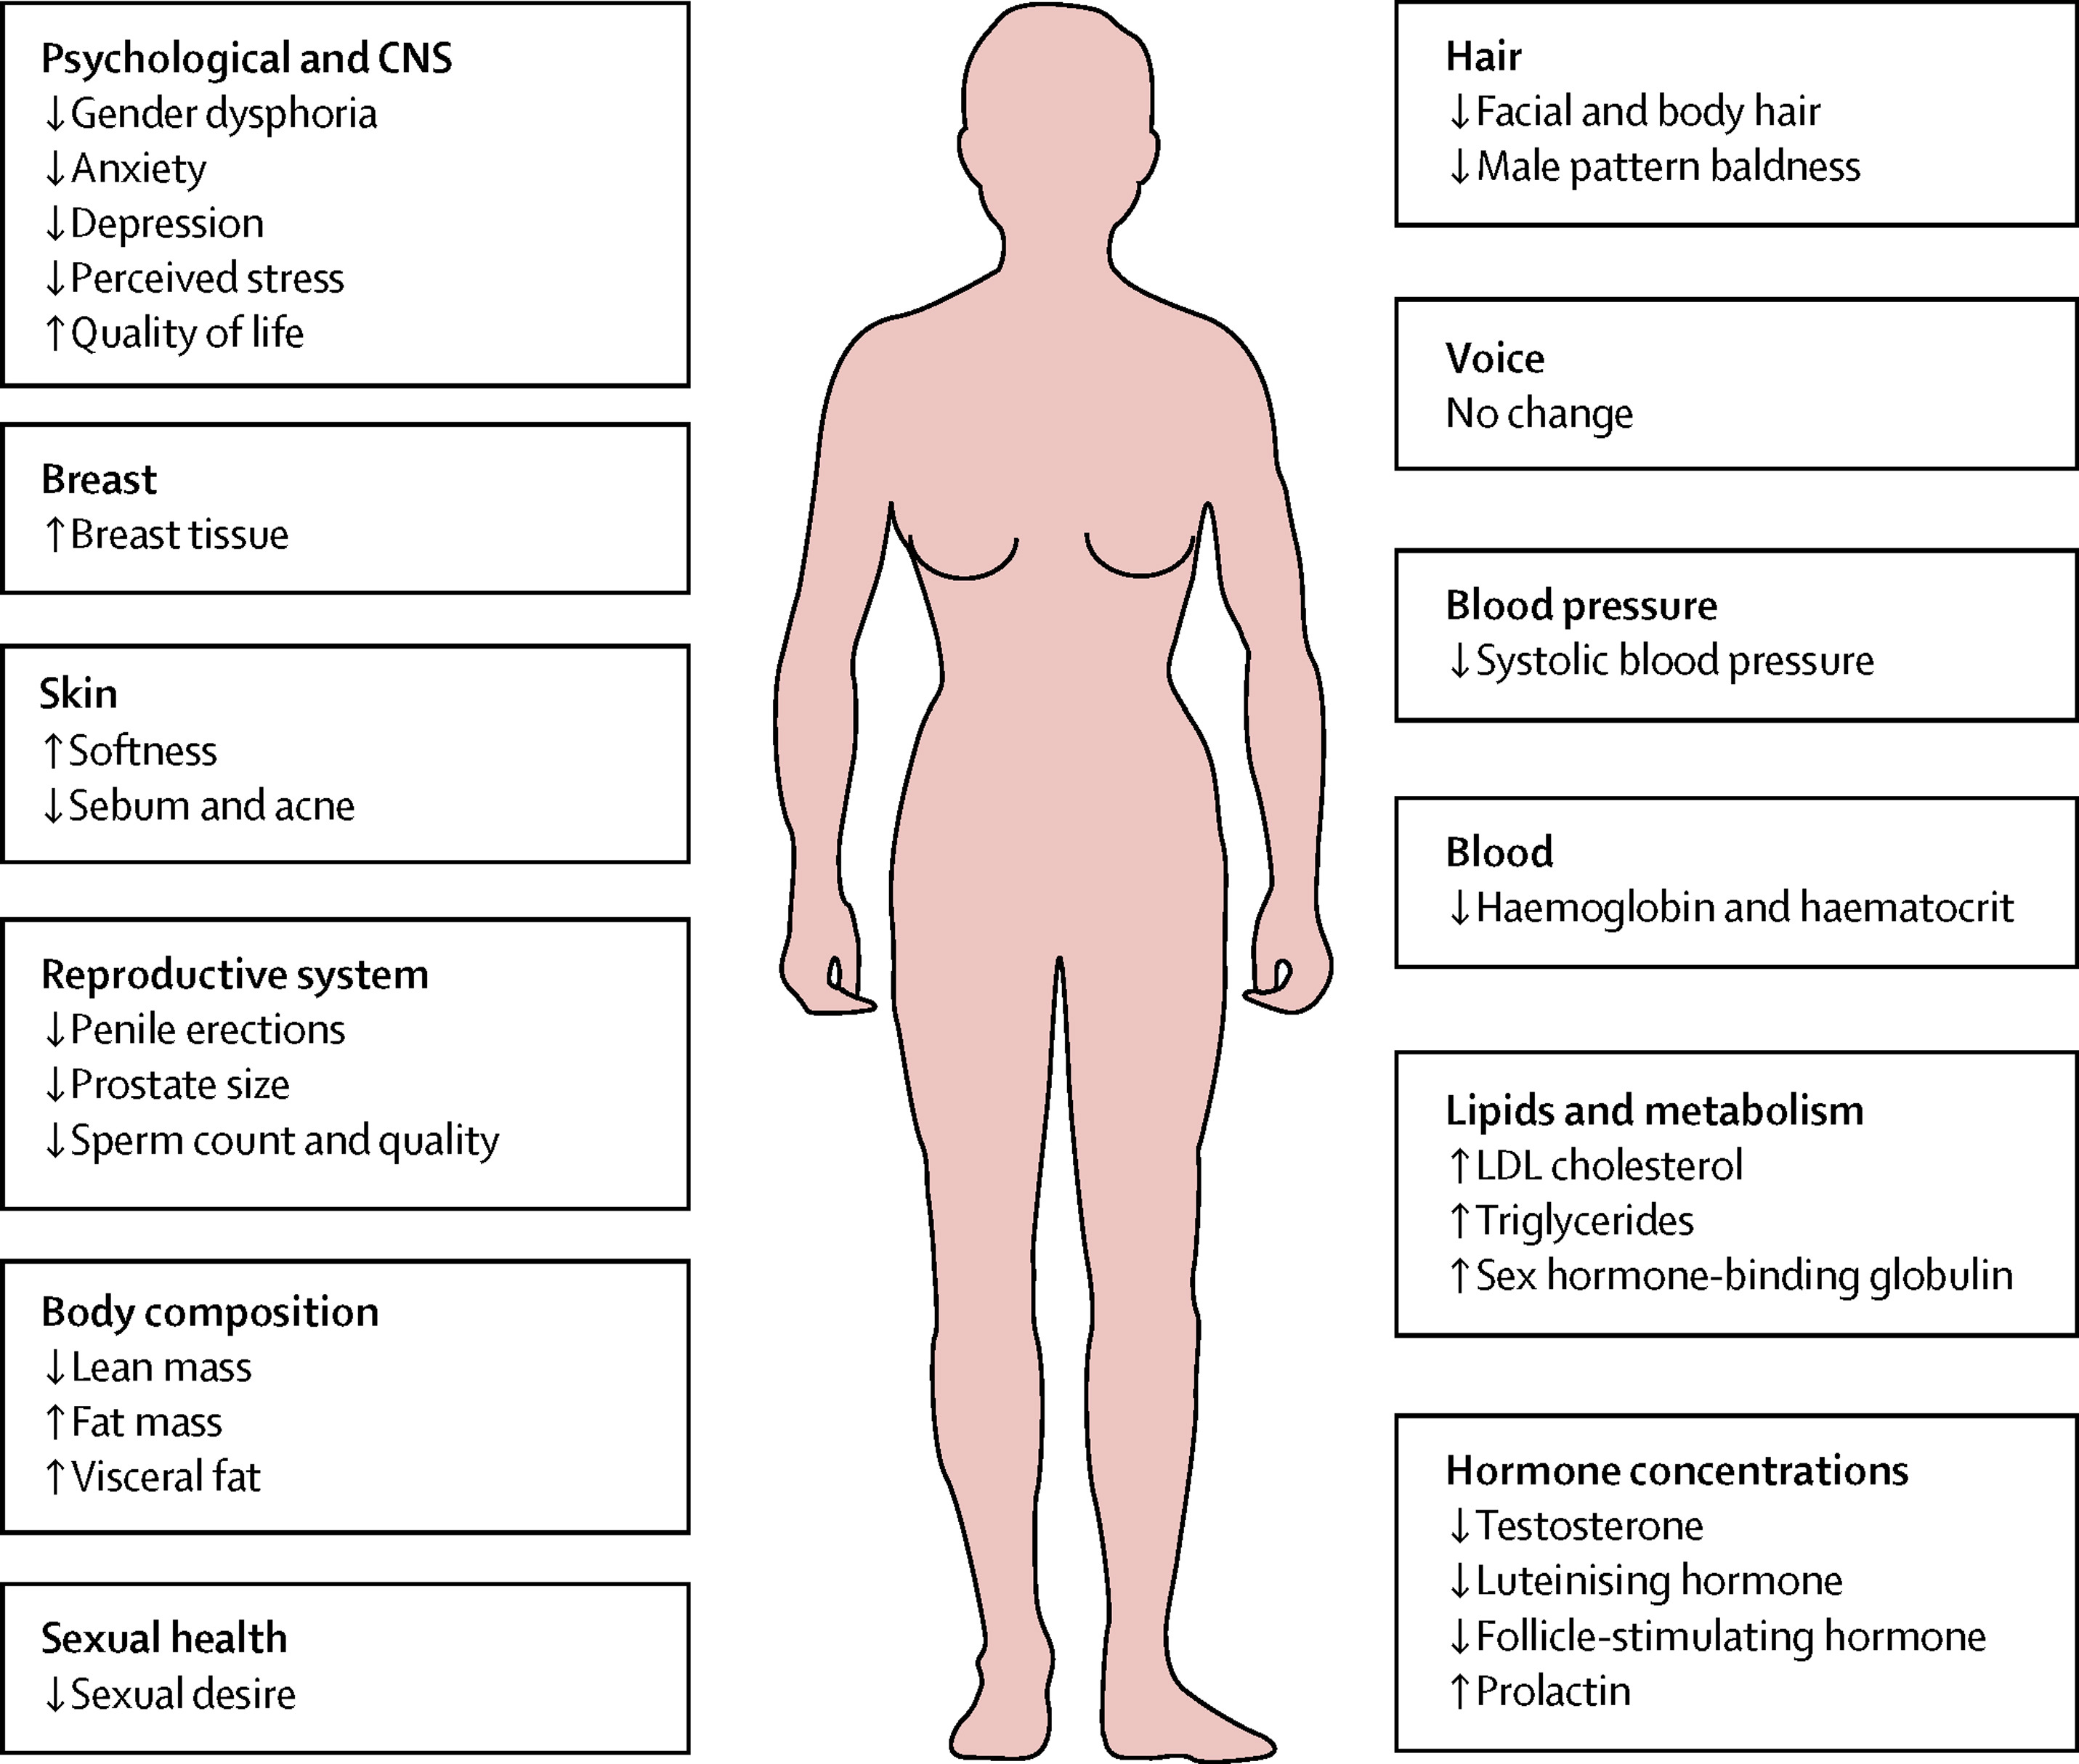 Psychological and CNS
↓Gender dysphoria
↓Anxiety
↓Depression
↓Perceived stress
↑Quality of life
Breast
↑Breast tissue
Skin
↑Softness
↓Sebum and acne
Reproductive system
↓Penile erections
↓Prostate size
↓Sperm count and quality
Body composition
↓Lean mass
↑Fat mass
↑Visceral fat
Sexual health
↓Sexual desire
Hair
↓Facial and body hair
↓Male pattern baldness
Voice
No change
Blood pressure
↓Systolic blood pressure
Blood
↓Haemoglobin and haematocrit
Lipids and metabolism
↑LDL cholesterol
↑Triglycerides
↑Sex hormone-binding globulin
Hormone concentrations
↓Testosterone
↓Luteinising hormone
↓Follicle-stimulating hormone
↑Prolactin